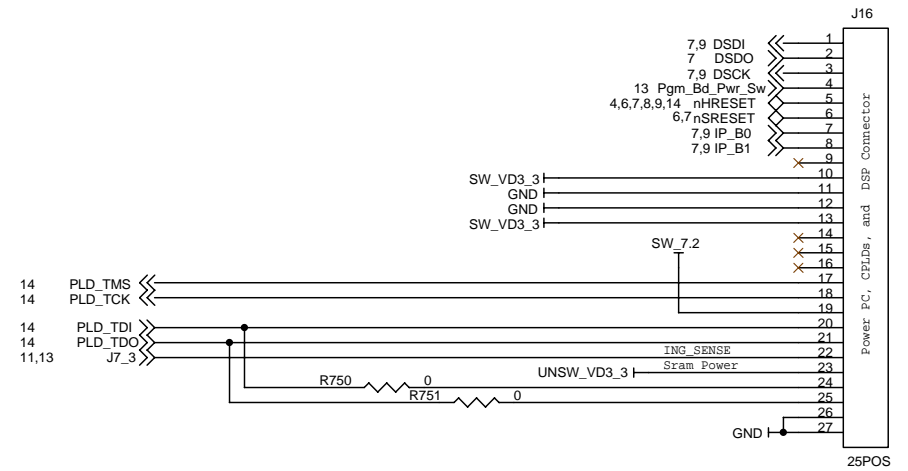 J16
7,9 DSDI 1
7 DSDO 2
7,9 DSCK 3
13 Pgm_Bd_Pwr_Sw 4
4,6,7,8,9,14 nHRESET 5
6,7 nSRESET 6
7,9 IP_B0 7
7,9 IP_B1 8
9
SW_VD3_3 10
GND 11
GND 12
SW_VD3_3 13
14
SW_7.2 15
16
14 PLD_TMS 17
14 PLD_TCK 18
19
14 PLD_TDI 20
14 PLD_TDO 21
11,13 J7_3 ING_SENSE 22
UNSW_VD3_3 Sram Power 23
R750 0 24
R751 0 25
26
GND 27
Power PC, CPLDs, and DSP Connector
25POS